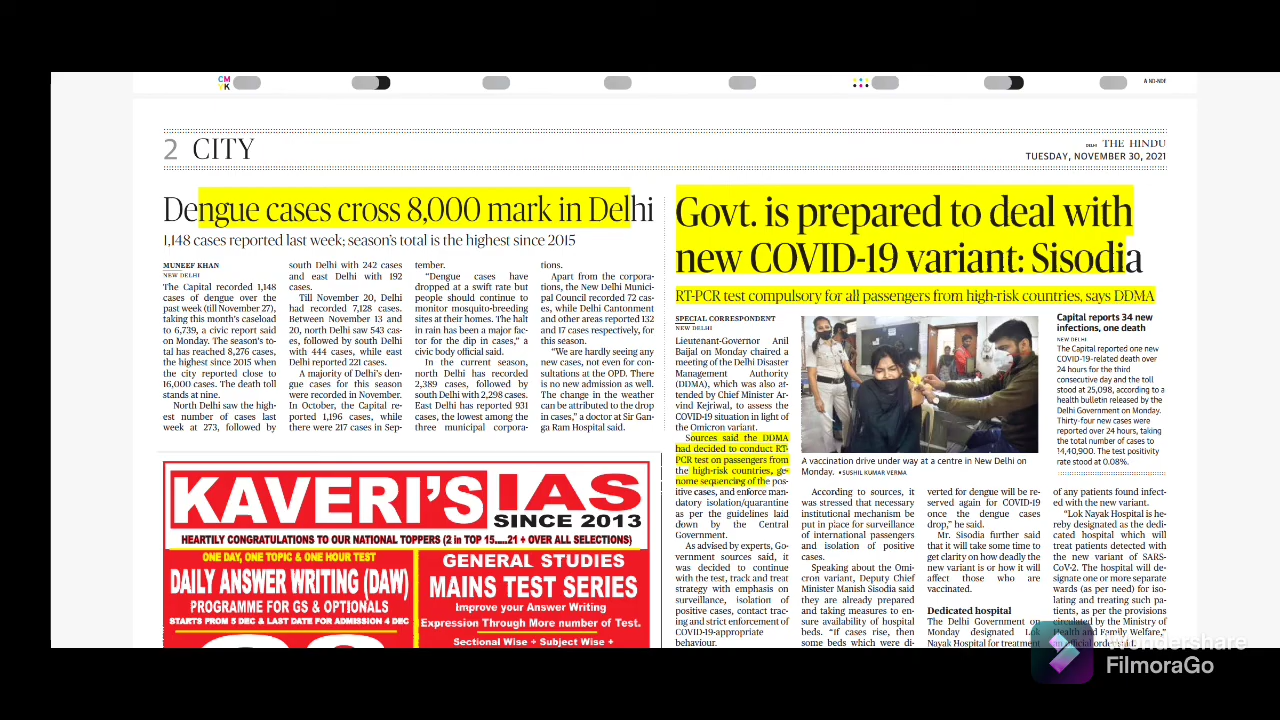 CM
YK
A ND-NDE
2 CITY
DELHI THE HINDU
TUESDAY, NOVEMBER 30, 2021
Dengue cases cross 8,000 mark in Delhi
1,148 cases reported last week; season's total is the highest since 2015
MUNEEF KHAN
NEW DELHI
The Capital recorded 1,148
cases of dengue over the
past week (till November 27),
taking this month's caseload
to 6,739, a civic report said
on Monday. The season's to-
tal has reached 8,276 cases,
the highest since 2015 when
the city reported close to
16,000 cases. The death toll
stands at nine.
North Delhi saw the high-
est number of cases last
week at 273, followed by
south Delhi with 242 cases
and east Delhi with 192
cases.
Till November 20, Delhi
had recorded 7,128 cases.
Between November 13 and
20, north Delhi saw 543 cas-
es, followed by south Delhi
with 444 cases, while east
Delhi reported 221 cases.
A majority of Delhi's den-
gue cases for this season
were recorded in November.
In October, the Capital re-
ported 1,196 cases, while
there were 217 cases in Sep-
tember.
"Dengue cases have
dropped at a swift rate but
people should continue to
monitor mosquito-breeding
sites at their homes. The halt
in rain has been a major fac-
tor for the dip in cases," a
civic body official said.
In the current season,
north Delhi has recorded
2,389 cases, followed by
south Delhi with 2,298 cases.
East Delhi has reported 931
cases, the lowest among the
three municipal corpora-
tions.
Apart from the corpora-
tions, the New Delhi Munici-
pal Council recorded 72 cas-
es, while Delhi Cantonment
and other areas reported 132
and 17 cases respectively, for
this season.
"We are hardly seeing any
new cases, not even for con-
sultations at the OPD. There
is no new admission as well.
The change in the weather
can be attributed to the drop
in cases," a doctor at Sir Gan-
ga Ram Hospital said.
Govt. is prepared to deal with
new COVID-19 variant: Sisodia
RT-PCR test compulsory for all passengers from high-risk countries, says DDMA
SPECIAL CORRESPONDENT
NEW DELHI
Lieutenant-Governor Anil
Baijal on Monday chaired a
meeting of the Delhi Disaster
Management Authority
(DDMA), which was also at-
tended by Chief Minister Ar-
vind Kejriwal, to assess the
COVID-19 situation in light of
the Omicron variant.
Sources said the DDMA
had decided to conduct RT-
PCR test on passengers from
the high-risk countries, ge-
nome sequencing of the pos-
itive cases, and enforce man-
datory isolation/quarantine
as per the guidelines laid
down by the Central
Government.
As advised by experts, Go-
vernment sources said, it
was decided to continue
with the test, track and treat
strategy with emphasis on
surveillance, isolation of
positive cases, contact trac-
ing and strict enforcement of
COVID-19-appropriate
behaviour.
A vaccination drive under way at a centre in New Delhi on
Monday. SUSHIL KUMAR VERMA
According to sources, it
was stressed that necessary
institutional mechanism be
put in place for surveillance
of international passengers
and isolation of positive
cases.
Speaking about the Omi-
cron variant, Deputy Chief
Minister Manish Sisodia said
they are already prepared
and taking measures to en-
sure availability of hospital
beds. "If cases rise, then
some beds which were di-
verted for dengue will be re-
served again for COVID-19
once the dengue cases
drop," he said.
Mr. Sisodia further said
that it will take some time to
get clarity on how deadly the
new variant is or how it will
affect those who are
vaccinated.
Dedicated hospital
The Delhi Government on
Monday designated Lok
Nayak Hospital for treatment
Capital reports 34 new
infections, one death
NEW DELHI
The Capital reported one new
COVID-19-related death over
24 hours for the third
consecutive day and the toll
stood at 25,098, according to a
health bulletin released by the
Delhi Government on Monday.
Thirty-four new cases were
reported over 24 hours, taking
the total number of cases to
14,40,900. The test positivity
rate stood at 0.08%.
of any patients found infect-
ed with the new variant.
"Lok Nayak Hospital is he-
reby designated as the dedi-
cated hospital which will
treat patients detected with
the new variant of SARS-
CoV-2. The hospital will de-
signate one or more separate
wards (as per need) for iso-
lating and treating such pa-
tients, as per the provisions
circulated by the Ministry of
Health and Family Welfare,"
KAVERI'S IAS
SINCE 2013
HEARTILY CONGRATULATIONS TO OUR NATIONAL TOPPERS (2 in TOP 15.....21 + OVER ALL SELECTIONS)
ONE DAY, ONE TOPIC & ONE HOUR TEST
DAILY ANSWER WRITING (DAW)
PROGRAMME FOR GS & OPTIONALS
STARTS FROM 5 DEC & LAST DATE FOR ADMISSION 4 DEC
GENERAL STUDIES
MAINS TEST SERIES
Improve your Answer Writing
Expression Through More number of Test.
Sectional Wise + Subject Wise +
Wondershare
FilmoraGo